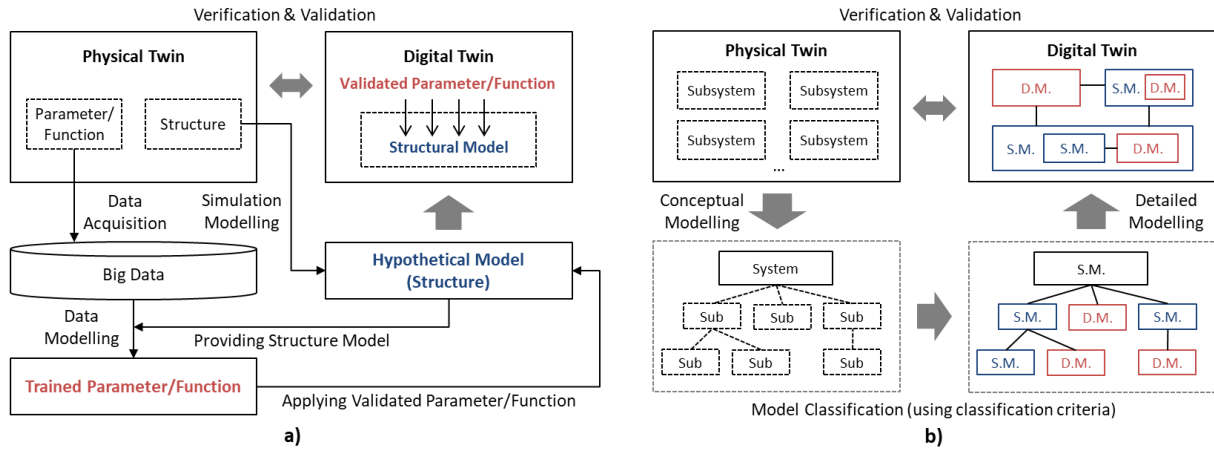 Verification & Validation
Physical Twin
Parameter/
Function
Structure
Digital Twin
Validated Parameter/Function
Structural Model
Data
Acquisition
Simulation
Modelling
Big Data
Hypothetical Model
(Structure)
Data
Modelling
Providing Structure Model
Trained Parameter/Function
Applying Validated Parameter/Function
a)
Verification & Validation
Physical Twin
Subsystem
Subsystem
Subsystem
Subsystem
...
Digital Twin
D.M.
S.M.
D.M.
S.M.
S.M.
D.M.
Conceptual
Modelling
Detailed
Modelling
System
Sub
Sub
Sub
Sub
Sub
Sub
S.M.
S.M.
D.M.
S.M.
S.M.
D.M.
D.M.
Model Classification (using classification criteria)
b)